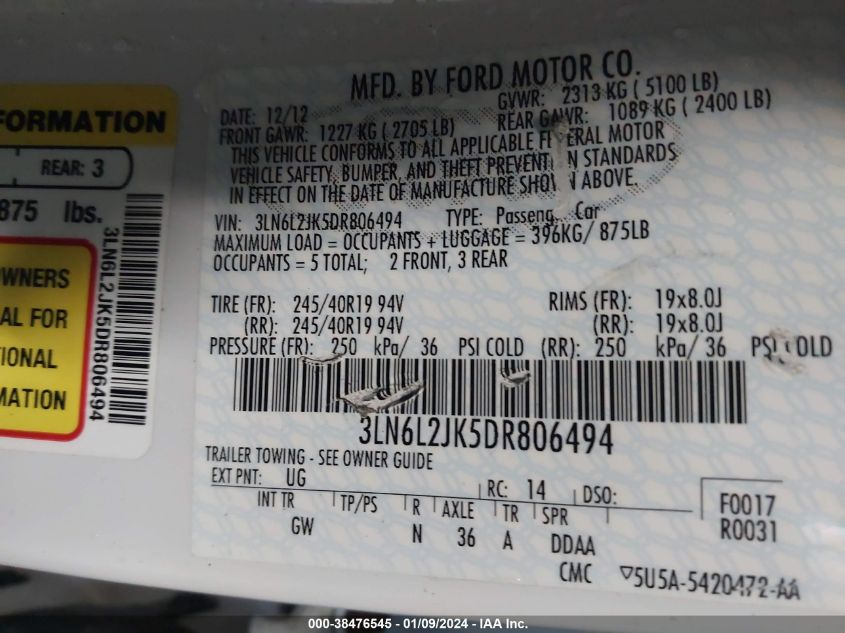 FORMATION
REAR: 3
875 lbs.
3LN6L2JK5DR806494
OWNERS
AL FOR
TIONAL
MATION
MFD. BY FORD MOTOR CO.
DATE: 12/12 GVWR: 2313 KG ( 5100 LB)
FRONT GAWR: 1227 KG ( 2705 LB) REAR GAWR: 1089 KG ( 2400 LB)
THIS VEHICLE CONFORMS TO ALL APPLICABLE FEDERAL MOTOR
VEHICLE SAFETY, BUMPER, AND THEFT PREVENTION STANDARDS
IN EFFECT ON THE DATE OF MANUFACTURE SHOWN ABOVE.
VIN: 3LN6L2JK5DR806494 TYPE: Passeng. Car
MAXIMUM LOAD = OCCUPANTS + LUGGAGE = 396KG/ 875LB
OCCUPANTS = 5 TOTAL; 2 FRONT, 3 REAR
TIRE (FR): 245/40R19 94V RIMS (FR): 19x8.0J
(RR): 245/40R19 94V (RR): 19x8.0J
PRESSURE (FR): 250 kPa/ 36 PSI COLD (RR): 250 kPa/ 36 PSI COLD
3LN6L2JK5DR806494
TRAILER TOWING - SEE OWNER GUIDE
EXT PNT: UG RC: 14 DSO: F0017
INT TR TP/PS R AXLE TR SPR R0031
GW N 36 A DDAA
CMC ▽5U5A-5420472-AA
000-38476545 - 01/09/2024 - IAA Inc.